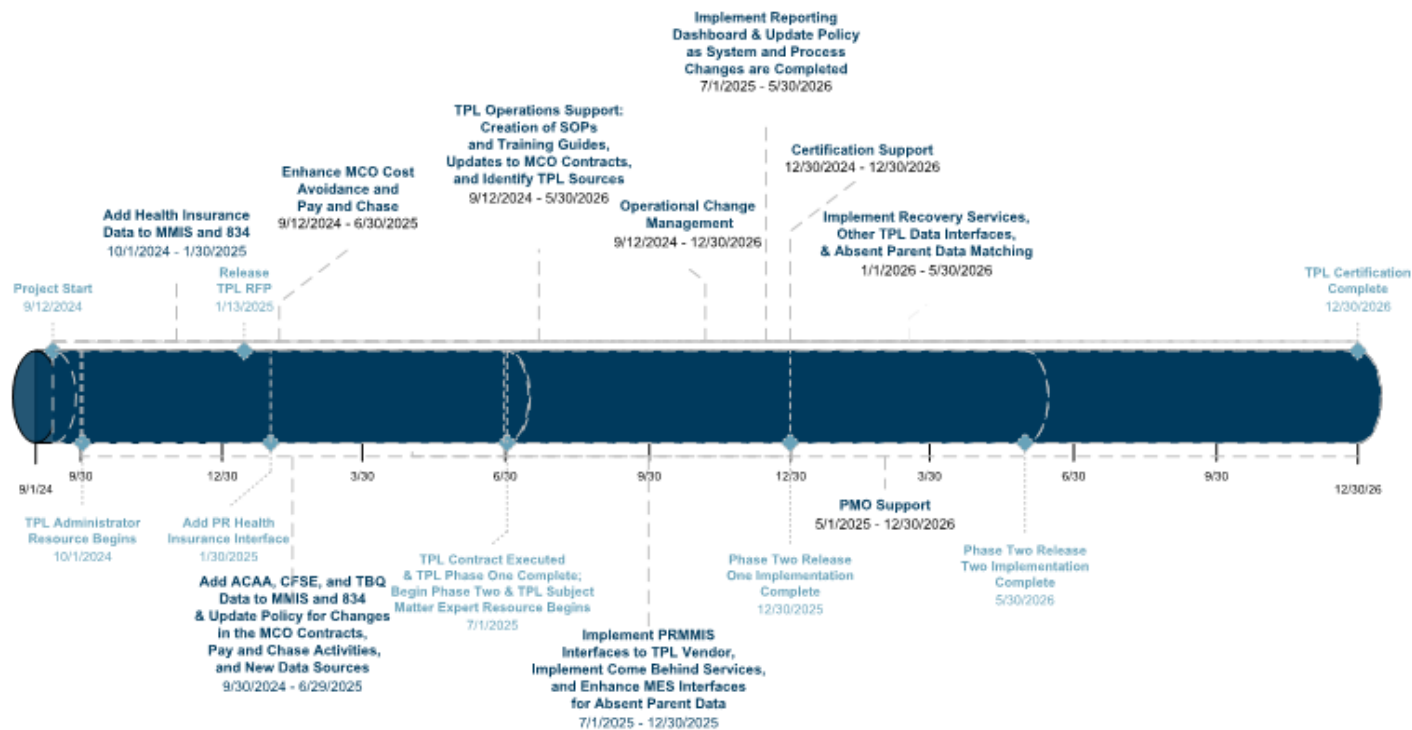 Implement Reporting
Dashboard & Update Policy
as System and Process
Changes are Completed
7/1/2025 - 5/30/2026
TPL Operations Support:
Creation of SOPs
and Training Guides,
Updates to MCO Contracts,
and Identify TPL Sources
9/12/2024 - 5/30/2026
Certification Support
12/30/2024 - 12/30/2026
Enhance MCO Cost
Avoidance and
Pay and Chase
9/12/2024 - 6/30/2025
Operational Change
Management
9/12/2024 - 12/30/2026
Add Health Insurance
Data to MMIS and 834
10/1/2024 - 1/30/2025
Implement Recovery Services,
Other TPL Data Interfaces,
& Absent Parent Data Matching
1/1/2026 - 5/30/2026
Project Start
9/12/2024
Release
TPL RFP
1/13/2025
TPL Certification
Complete
12/30/2026
9/1/24
9/30
12/30
3/30
6/30
9/30
12/30
3/30
6/30
9/30
12/30/26
TPL Administrator
Resource Begins
10/1/2024
Add PR Health
Insurance Interface
1/30/2025
PMO Support
5/1/2025 - 12/30/2026
TPL Contract Executed
& TPL Phase One Complete;
Begin Phase Two & TPL Subject
Matter Expert Resource Begins
7/1/2025
Phase Two Release
One Implementation
Complete
12/30/2025
Phase Two Release
Two Implementation
Complete
5/30/2026
Add ACAA, CFSE, and TBQ
Data to MMIS and 834
& Update Policy for Changes
in the MCO Contracts,
Pay and Chase Activities,
and New Data Sources
9/30/2024 - 6/29/2025
Implement PRMMIS
Interfaces to TPL Vendor,
Implement Come Behind Services,
and Enhance MES Interfaces
for Absent Parent Data
7/1/2025 - 12/30/2025